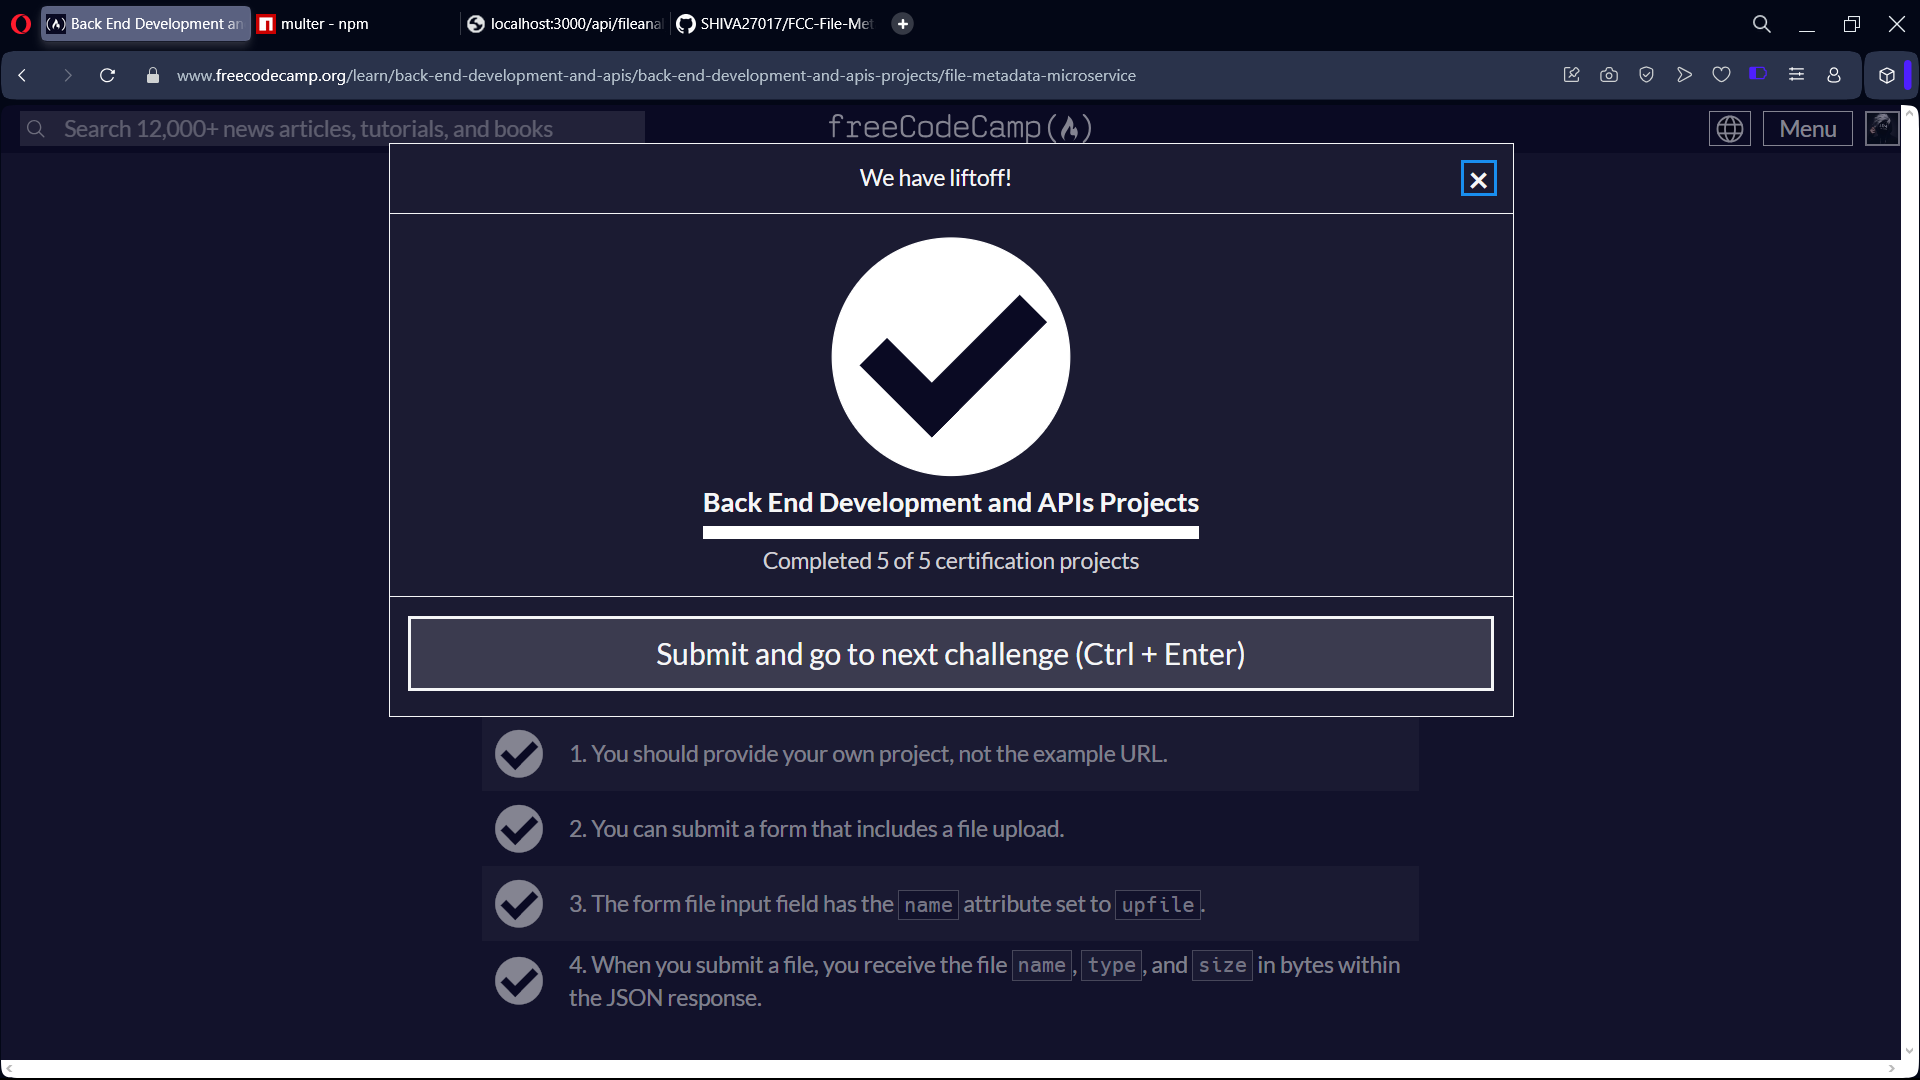 Back End Development an
multer - npm
localhost:3000/api/fileanal
SHIVA27017/FCC-File-Met
www.freecodecamp.org/learn/back-end-development-and-apis/back-end-development-and-apis-projects/file-metadata-microservice
Search 12,000+ news articles, tutorials, and books
freeCodeCamp
Menu
We have liftoff!
Back End Development and APIs Projects
Completed 5 of 5 certification projects
Submit and go to next challenge (Ctrl + Enter)
1. You should provide your own project, not the example URL.
2. You can submit a form that includes a file upload.
3. The form file input field has the name attribute set to upfile.
4. When you submit a file, you receive the file name, type, and size in bytes within
the JSON response.